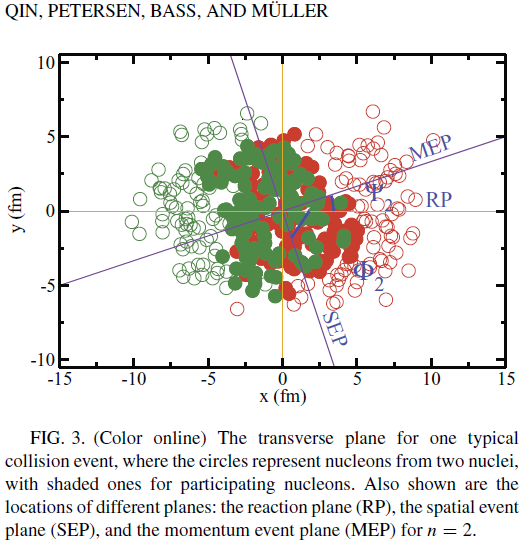 QIN, PETERSEN, BASS, AND MÜLLER
10
5
0
-5
-10
y (fm)
MEP
Ψ2
RP
Φ2
SEP
-15 -10 -5 0 5 10 15
x (fm)
FIG. 3. (Color online) The transverse plane for one typical
collision event, where the circles represent nucleons from two nuclei,
with shaded ones for participating nucleons. Also shown are the
locations of different planes: the reaction plane (RP), the spatial event
plane (SEP), and the momentum event plane (MEP) for n = 2.